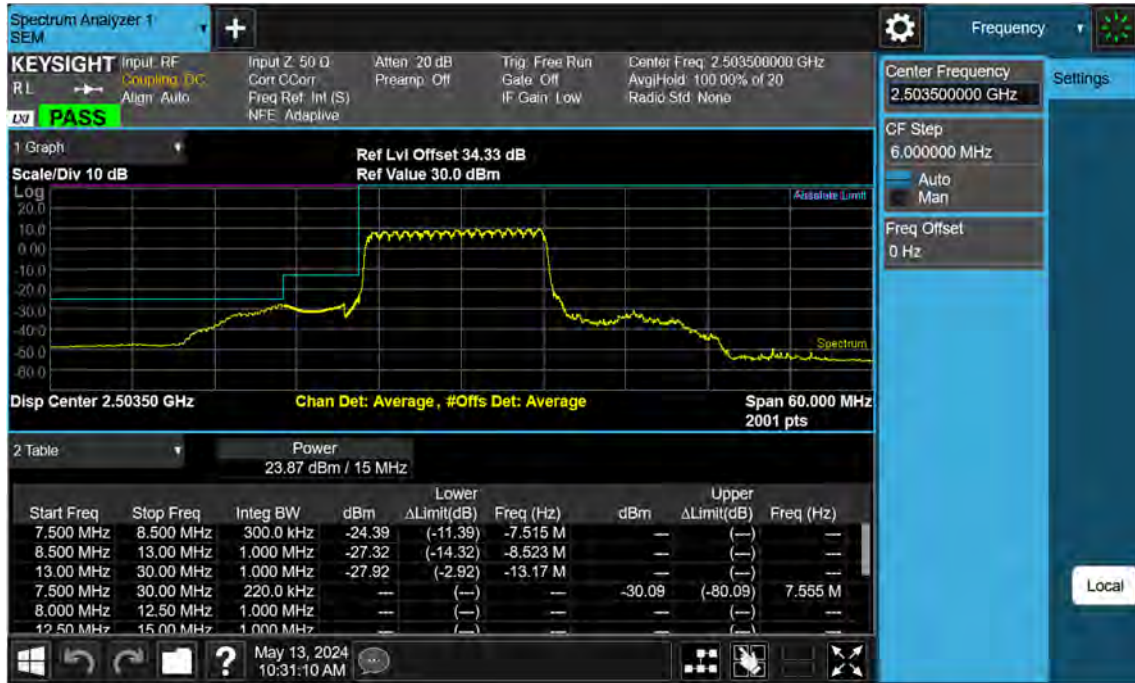 Spectrum Analyzer 1
SEM
+
Frequency
KEYSIGHT
RL
LXI
PASS
Input: RF
Coupling: DC
Align: Auto
Input Z: 50 Ω
Corr CCorr
Freq Ref: Int (S)
NFE: Adaptive
Atten: 20 dB
Preamp: Off
Trig: Free Run
Gate: Off
IF Gain: Low
Center Freq: 2.503500000 GHz
Avg|Hold: 100.00% of 20
Radio Std: None
Center Frequency
2.503500000 GHz
Settings
CF Step
6.000000 MHz
Auto
Man
Freq Offset
0 Hz
Local
1 Graph
Scale/Div 10 dB
Ref Lvl Offset 34.33 dB
Ref Value 30.0 dBm
Log
Absolute Limit
20.0
10.0
0.00
-10.0
-20.0
-30.0
-40.0
-50.0
-60.0
Spectrum
Disp Center 2.50350 GHz Chan Det: Average , #Offs Det: Average Span 60.000 MHz
2001 pts
2 Table
Power
23.87 dBm / 15 MHz
Lower Upper
Start Freq Stop Freq Integ BW dBm ΔLimit(dB) Freq (Hz) dBm ΔLimit(dB) Freq (Hz)
7.500 MHz 8.500 MHz 300.0 kHz -24.39 (-11.39) -7.515 M --- (---) ---
8.500 MHz 13.00 MHz 1.000 MHz -27.32 (-14.32) -8.523 M --- (---) ---
13.00 MHz 30.00 MHz 1.000 MHz -27.92 (-2.92) -13.17 M --- (---) ---
7.500 MHz 30.00 MHz 220.0 kHz --- (---) --- -30.09 (-80.09) 7.555 M
8.000 MHz 12.50 MHz 1.000 MHz --- (---) --- --- (---) ---
12.50 MHz 15.00 MHz 1.000 MHz --- (---) --- --- (---) ---
?
May 13, 2024
10:31:10 AM